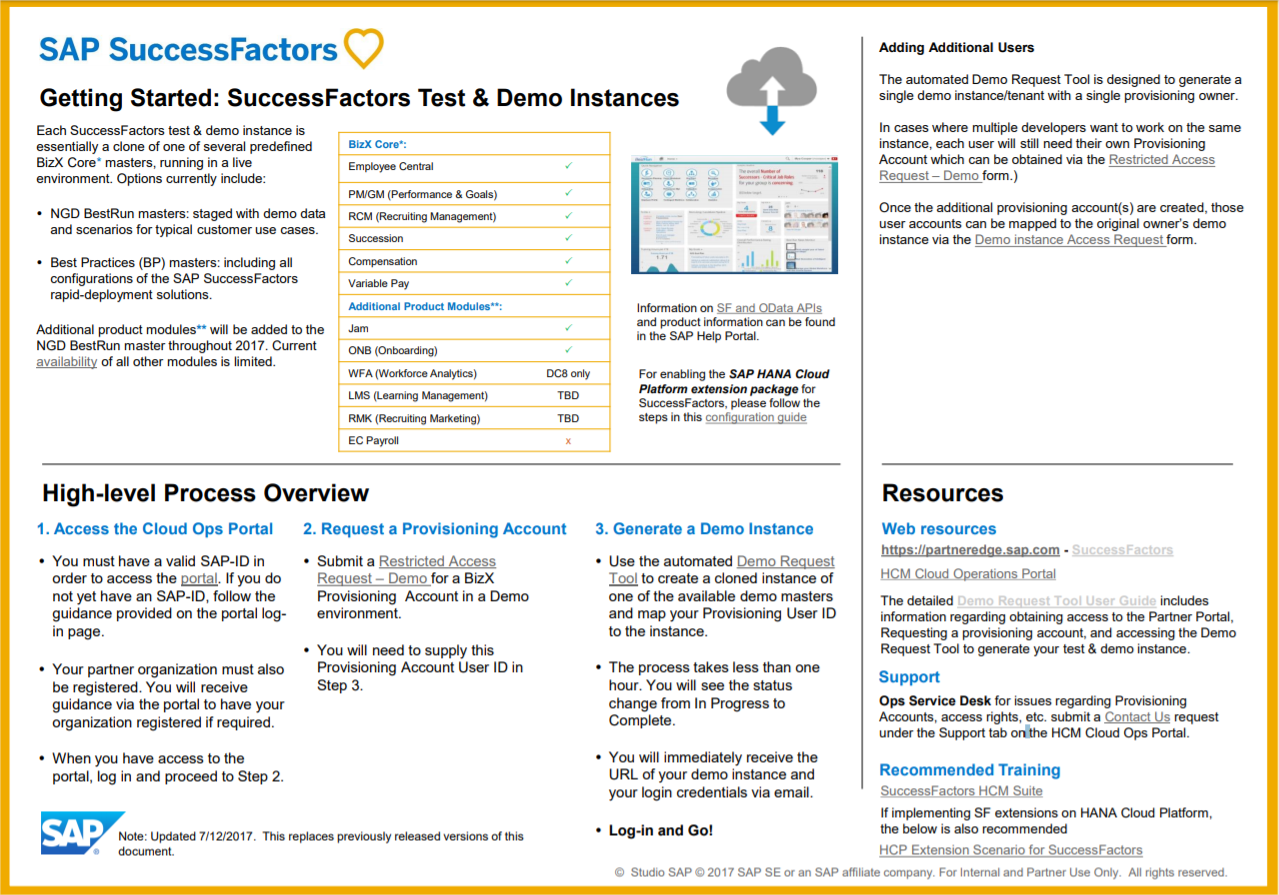 SAP SuccessFactors
Getting Started: SuccessFactors Test & Demo Instances
Each SuccessFactors test & demo instance is
essentially a clone of one of several predefined
BizX Core* masters, running in a live
environment. Options currently include:
• NGD BestRun masters: staged with demo data
and scenarios for typical customer use cases.
• Best Practices (BP) masters: including all
configurations of the SAP SuccessFactors
rapid-deployment solutions.
Additional product modules** will be added to the
NGD BestRun master throughout 2017. Current
availability of all other modules is limited.
BizX Core*:
Employee Central ✓
PM/GM (Performance & Goals) ✓
RCM (Recruiting Management) ✓
Succession ✓
Compensation ✓
Variable Pay ✓
Additional Product Modules**:
Jam ✓
ONB (Onboarding) ✓
WFA (Workforce Analytics) DC8 only
LMS (Learning Management) TBD
RMK (Recruiting Marketing) TBD
EC Payroll x
Information on SF and OData APIs
and product information can be found
in the SAP Help Portal.
For enabling the SAP HANA Cloud
Platform extension package for
SuccessFactors, please follow the
steps in this configuration guide
Adding Additional Users
The automated Demo Request Tool is designed to generate a
single demo instance/tenant with a single provisioning owner.
In cases where multiple developers want to work on the same
instance, each user will still need their own Provisioning
Account which can be obtained via the Restricted Access
Request – Demo form.)
Once the additional provisioning account(s) are created, those
user accounts can be mapped to the original owner's demo
instance via the Demo instance Access Request form.
High-level Process Overview
1. Access the Cloud Ops Portal
• You must have a valid SAP-ID in
order to access the portal. If you do
not yet have an SAP-ID, follow the
guidance provided on the portal log-
in page.
• Your partner organization must also
be registered. You will receive
guidance via the portal to have your
organization registered if required.
• When you have access to the
portal, log in and proceed to Step 2.
2. Request a Provisioning Account
• Submit a Restricted Access
Request – Demo for a BizX
Provisioning Account in a Demo
environment.
• You will need to supply this
Provisioning Account User ID in
Step 3.
3. Generate a Demo Instance
• Use the automated Demo Request
Tool to create a cloned instance of
one of the available demo masters
and map your Provisioning User ID
to the instance.
• The process takes less than one
hour. You will see the status
change from In Progress to
Complete.
• You will immediately receive the
URL of your demo instance and
your login credentials via email.
• Log-in and Go!
Resources
Web resources
https://partneredge.sap.com - SuccessFactors
HCM Cloud Operations Portal
The detailed Demo Request Tool User Guide includes
information regarding obtaining access to the Partner Portal,
Requesting a provisioning account, and accessing the Demo
Request Tool to generate your test & demo instance.
Support
Ops Service Desk for issues regarding Provisioning
Accounts, access rights, etc. submit a Contact Us request
under the Support tab on the HCM Cloud Ops Portal.
Recommended Training
SuccessFactors HCM Suite
If implementing SF extensions on HANA Cloud Platform,
the below is also recommended
HCP Extension Scenario for SuccessFactors
SAP ®
Note: Updated 7/12/2017. This replaces previously released versions of this
document.
© Studio SAP © 2017 SAP SE or an SAP affiliate company. For Internal and Partner Use Only. All rights reserved.